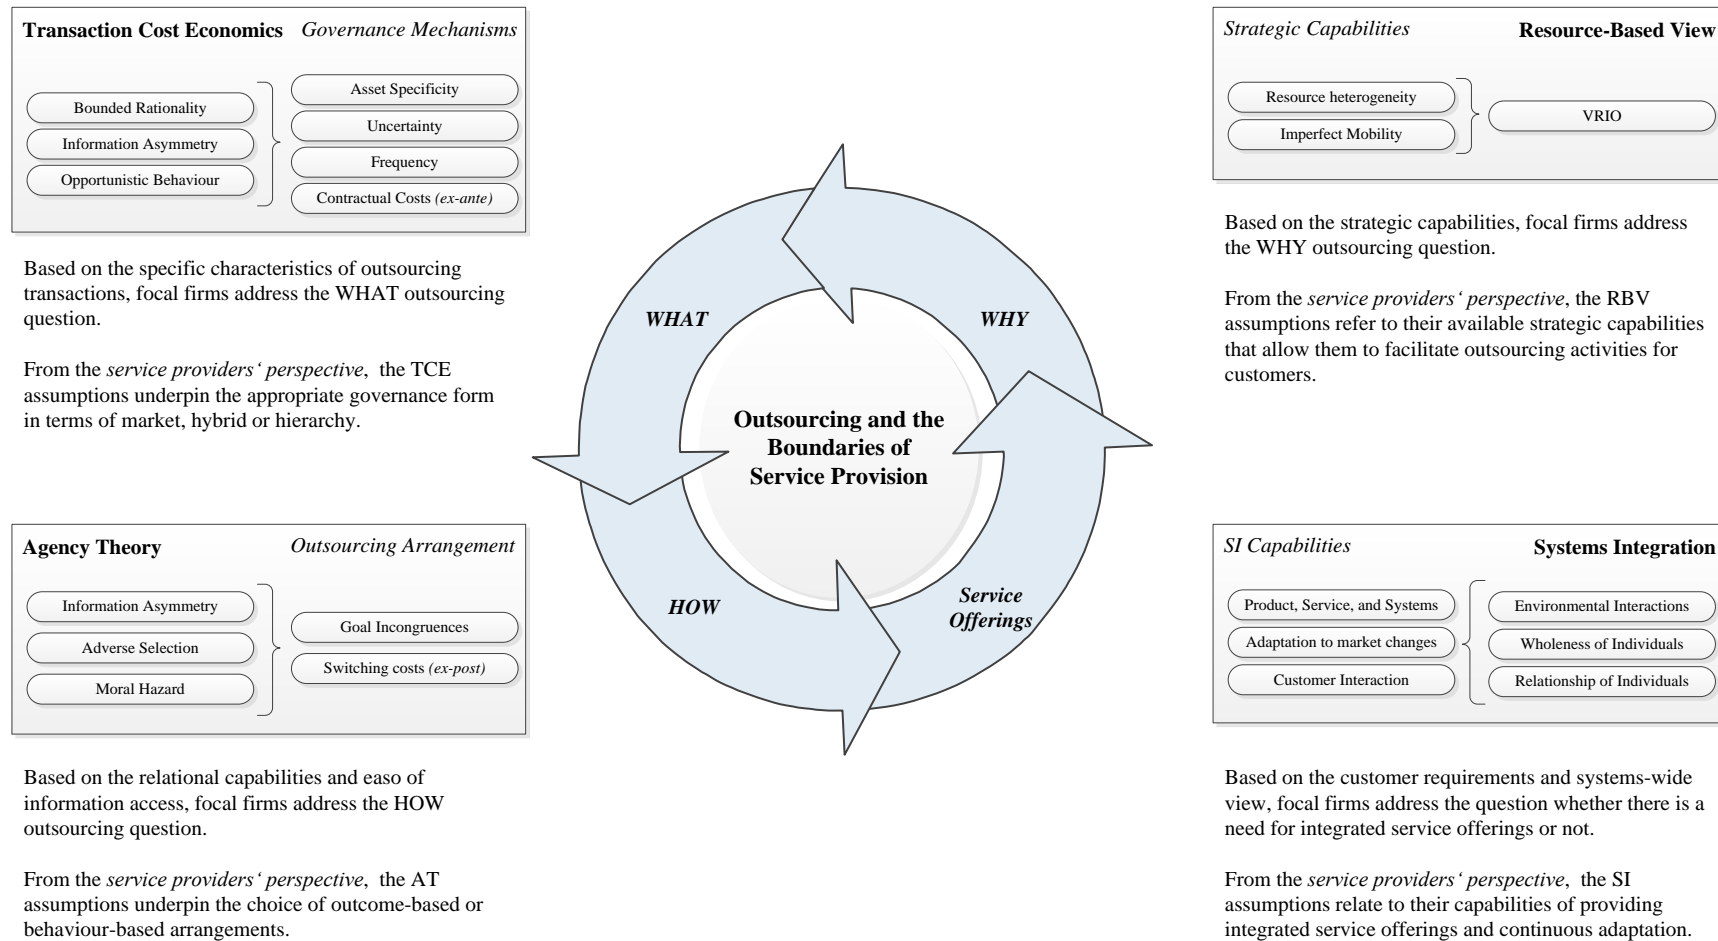 Transaction Cost Economics Governance Mechanisms
Bounded Rationality
Information Asymmetry
Opportunistic Behaviour
Asset Specificity
Uncertainty
Frequency
Contractual Costs (ex-ante)
Based on the specific characteristics of outsourcing
transactions, focal firms address the WHAT outsourcing
question.
From the service providers‘ perspective, the TCE
assumptions underpin the appropriate governance form
in terms of market, hybrid or hierarchy.
Strategic Capabilities Resource-Based View
Resource heterogeneity
Imperfect Mobility
VRIO
Based on the strategic capabilities, focal firms address
the WHY outsourcing question.
From the service providers‘ perspective, the RBV
assumptions refer to their available strategic capabilities
that allow them to facilitate outsourcing activities for
customers.
WHAT
WHY
Outsourcing and the
Boundaries of
Service Provision
HOW
Service
Offerings
Agency Theory Outsourcing Arrangement
Information Asymmetry
Adverse Selection
Moral Hazard
Goal Incongruences
Switching costs (ex-post)
Based on the relational capabilities and easo of
information access, focal firms address the HOW
outsourcing question.
From the service providers‘ perspective, the AT
assumptions underpin the choice of outcome-based or
behaviour-based arrangements.
SI Capabilities Systems Integration
Product, Service, and Systems
Adaptation to market changes
Customer Interaction
Environmental Interactions
Wholeness of Individuals
Relationship of Individuals
Based on the customer requirements and systems-wide
view, focal firms address the question whether there is a
need for integrated service offerings or not.
From the service providers‘ perspective, the SI
assumptions relate to their capabilities of providing
integrated service offerings and continuous adaptation.